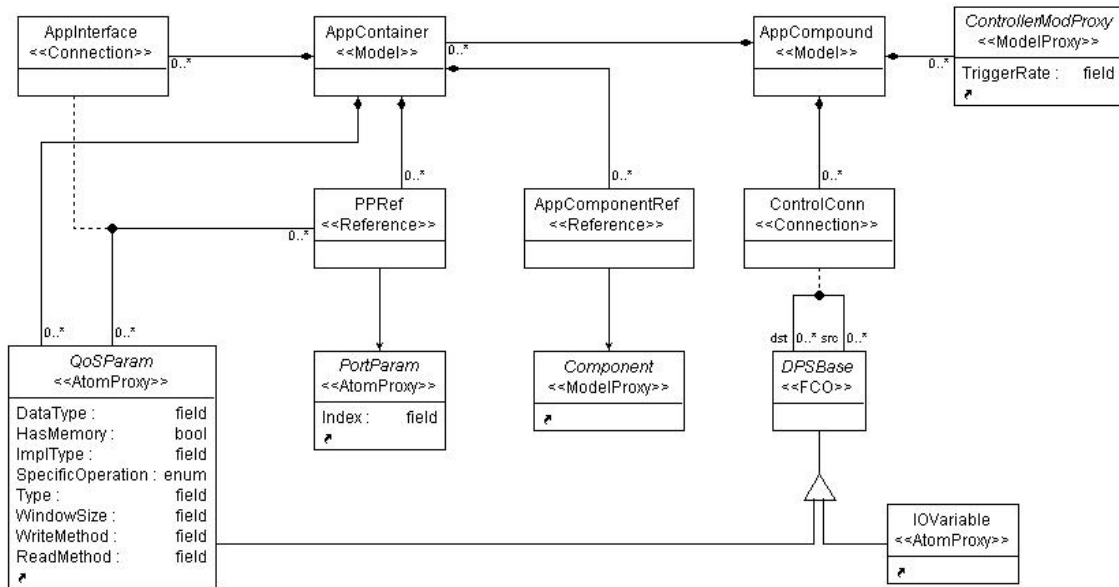 AppInterface
<<Connection>>
0..*
AppContainer
<<Model>>
0..*
AppCompound
<<Model>>
0..*
ControllerModProxy
<<ModelProxy>>
TriggerRate : field
0..*
0..*
0..*
PPRef
<<Reference>>
0..*
AppComponentRef
<<Reference>>
ControlConn
<<Connection>>
0..*
0..*
dst 0..* src 0..*
QoSParam
<<AtomProxy>>
DataType : field
HasMemory : bool
ImplType : field
SpecificOperation : enum
Type : field
WindowSize : field
WriteMethod : field
ReadMethod : field
PortParam
<<AtomProxy>>
Index : field
Component
<<ModelProxy>>
DPSBase
<<FCO>>
IOVariable
<<AtomProxy>>